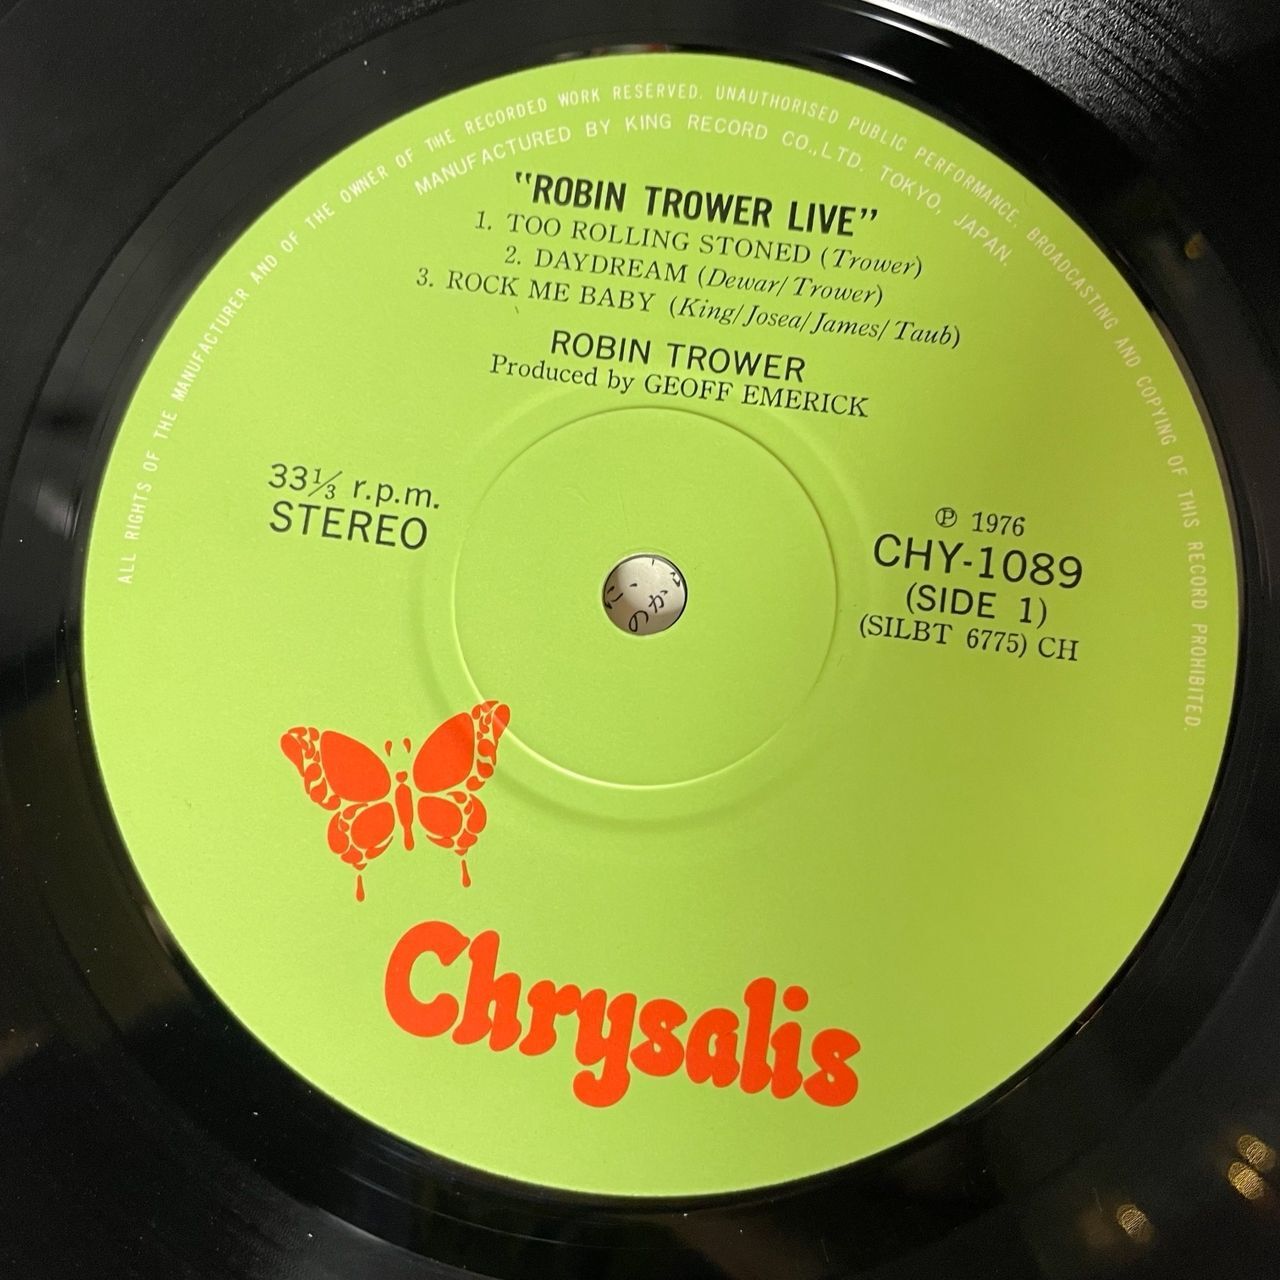 ALL RIGHTS OF THE MANUFACTURER AND OF THE OWNER OF THE RECORDED WORK RESERVED. UNAUTHORISED PUBLIC PERFORMANCE, BROADCASTING AND COPYING OF THIS RECORD PROHIBITED.
MANUFACTURED BY KING RECORD CO., LTD. TOKYO, JAPAN.
"ROBIN TROWER LIVE"
1. TOO ROLLING STONED (Trower)
2. DAYDREAM (Dewar/Trower)
3. ROCK ME BABY (King/Josea/James/Taub)
ROBIN TROWER
Produced by GEOFF EMERICK
33⅓ r.p.m.
STEREO
Ⓟ 1976
CHY-1089
(SIDE 1)
(SILBT 6775) CH
のか
Chrysalis